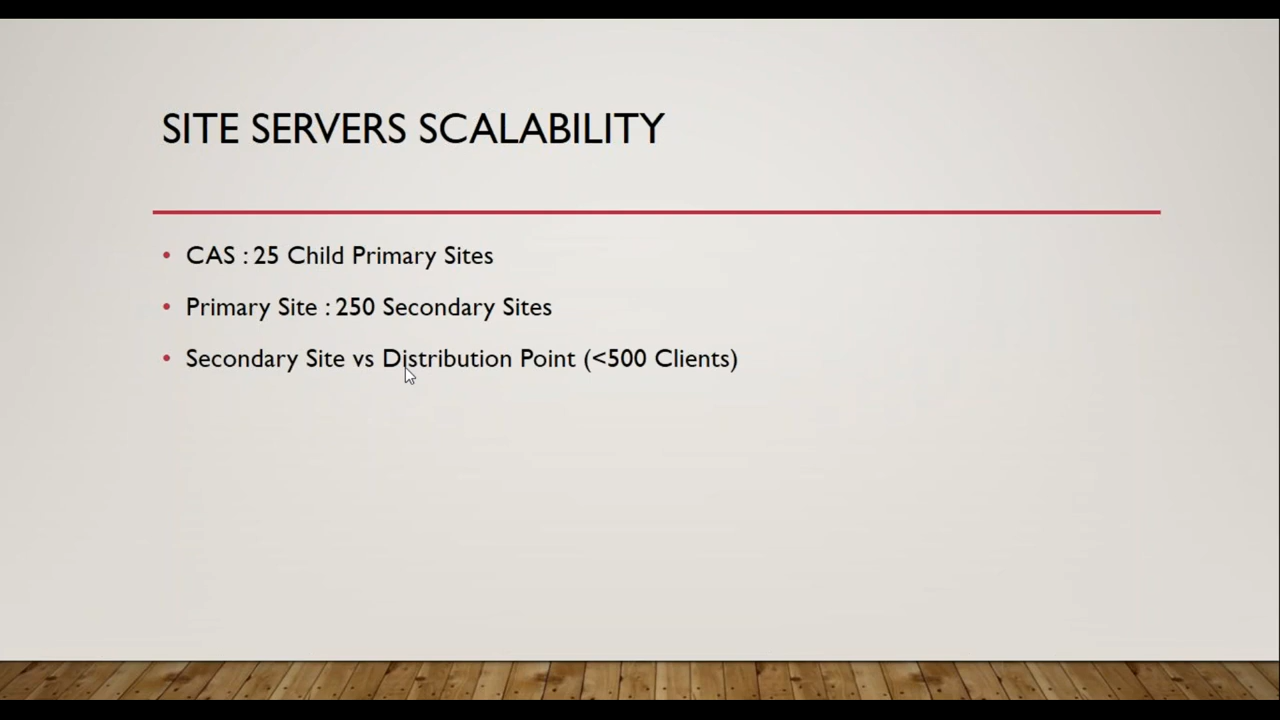 SITE SERVERS SCALABILITY
• CAS : 25 Child Primary Sites
• Primary Site : 250 Secondary Sites
• Secondary Site vs Distribution Point (<500 Clients)